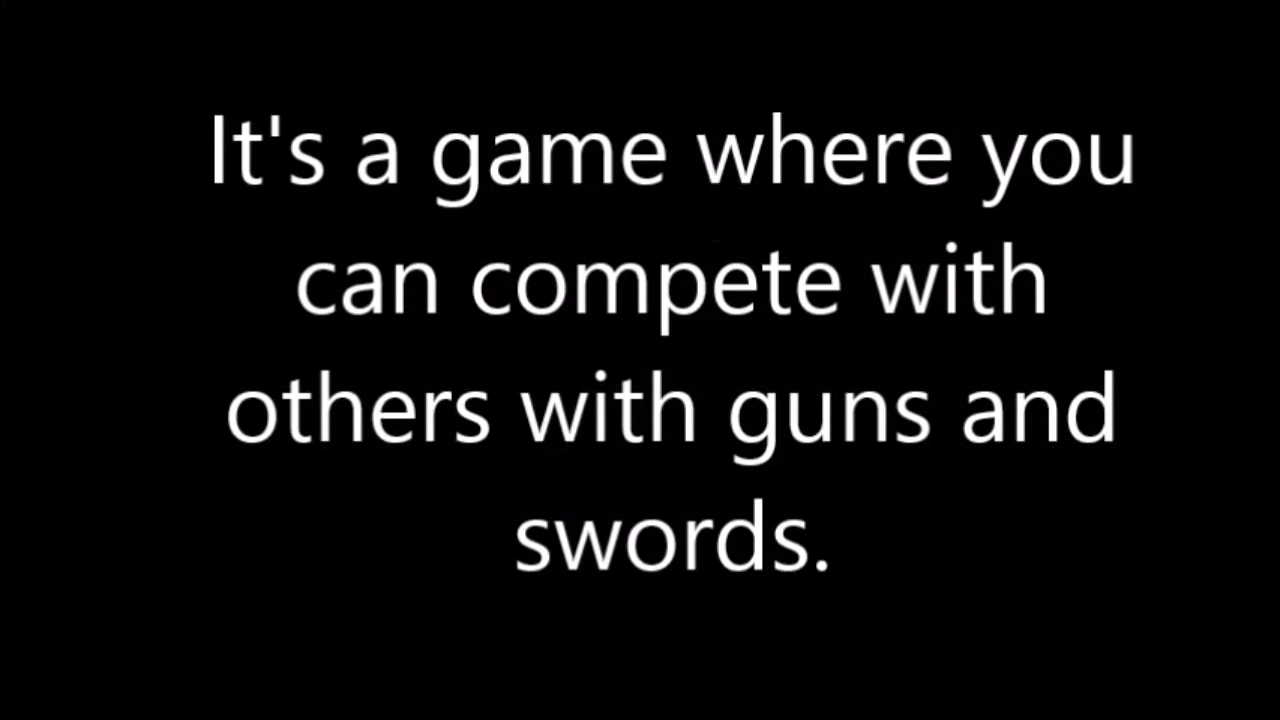 It's a game where you
can compete with
others with guns and
swords.